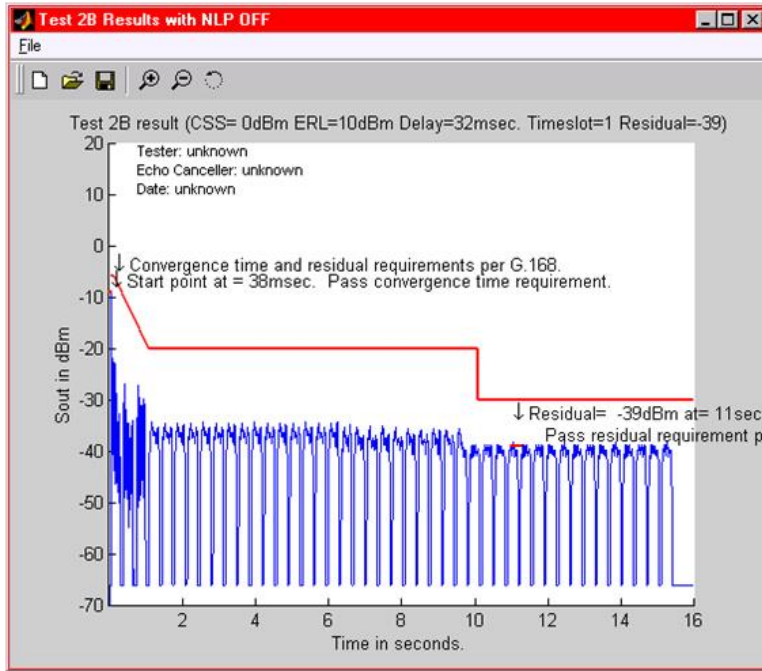 Test 2B Results with NLP OFF
File
Test 2B result (CSS= 0dBm ERL=10dBm Delay=32msec. Timeslot=1 Residual=-39)
20
Tester: unknown
Echo Canceller: unknown
10
Date: unknown
0
↓ Convergence time and residual requirements per G.168.
↓ Start point at = 38msec. Pass convergence time requirement.
-10
-20
-30
↓ Residual= -39dBm at= 11sec
Pass residual requirement p
-40
-50
-60
-70
Sout in dBm
2 4 6 8 10 12 14 16
Time in seconds.